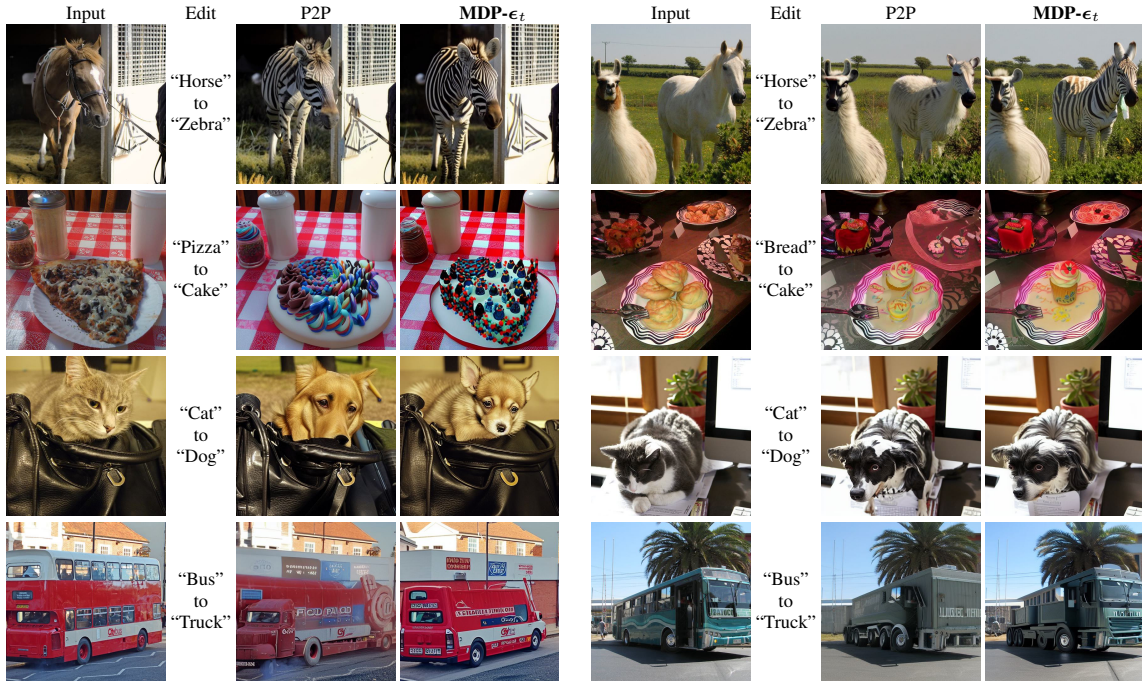 Input Edit P2P MDP-ϵₜ Input Edit P2P MDP-ϵₜ
“Horse”
to
“Zebra”
“Horse”
to
“Zebra”
“Pizza”
to
“Cake”
“Bread”
to
“Cake”
“Cat”
to
“Dog”
“Cat”
to
“Dog”
“Bus”
to
“Truck”
“Bus”
to
“Truck”